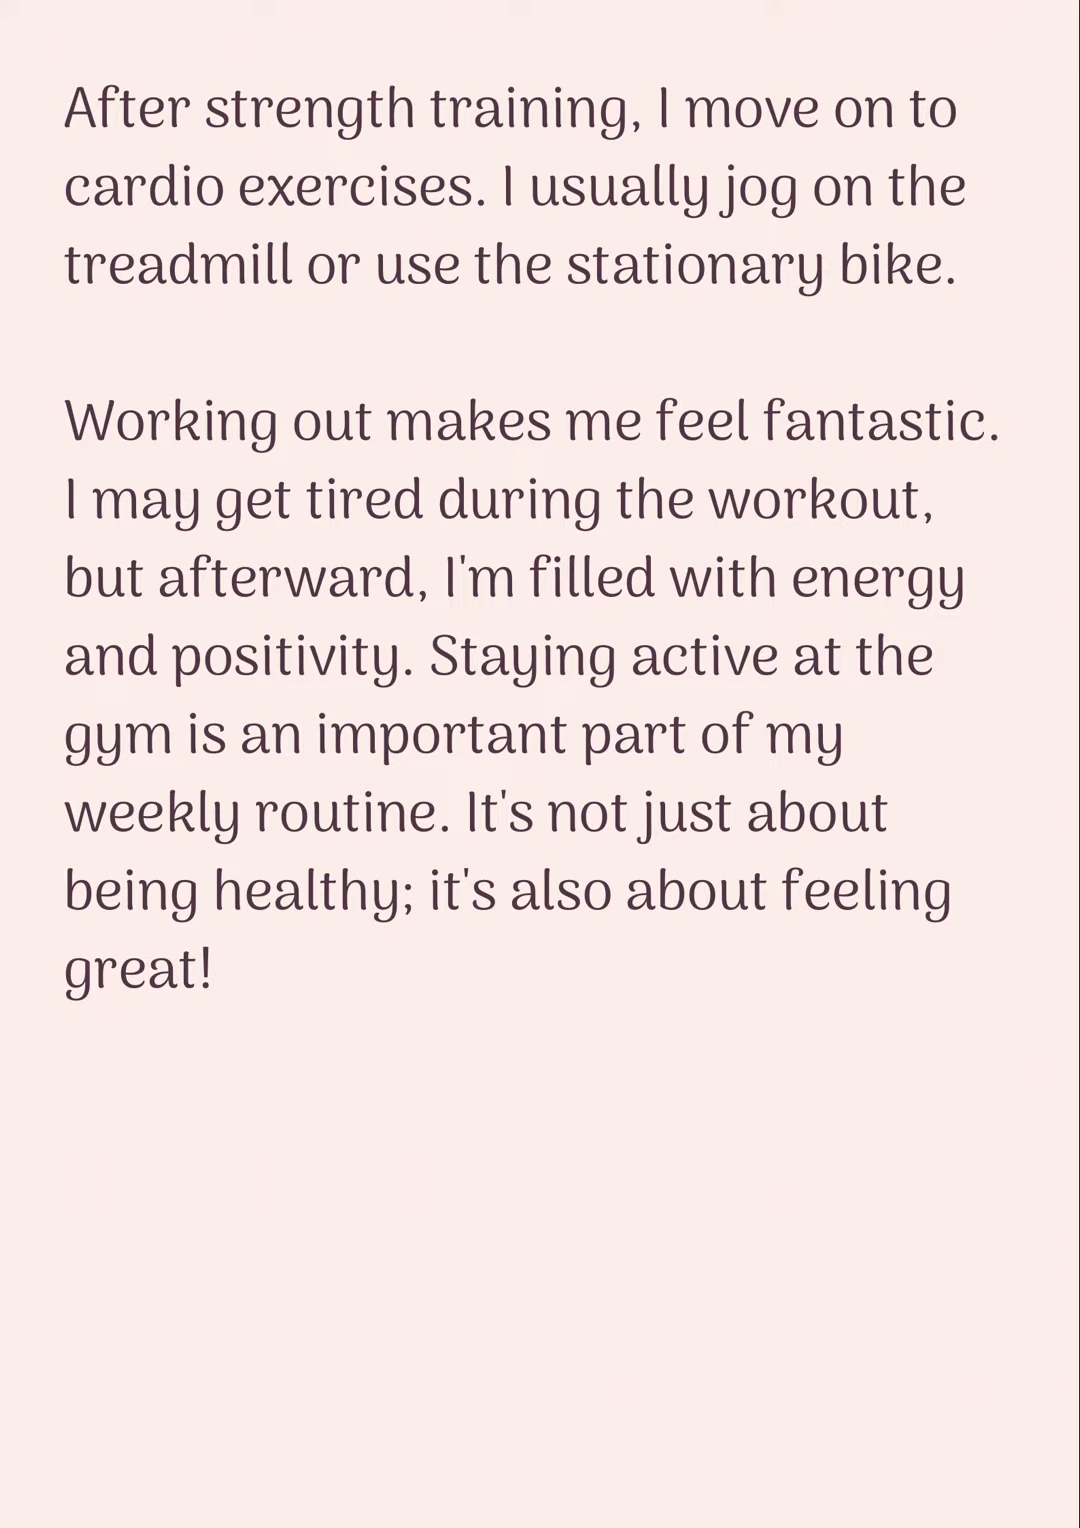 After strength training, I move on to
cardio exercises. I usually jog on the
treadmill or use the stationary bike.
Working out makes me feel fantastic.
I may get tired during the workout,
but afterward, I'm filled with energy
and positivity. Staying active at the
gym is an important part of my
weekly routine. It's not just about
being healthy; it's also about feeling
great!